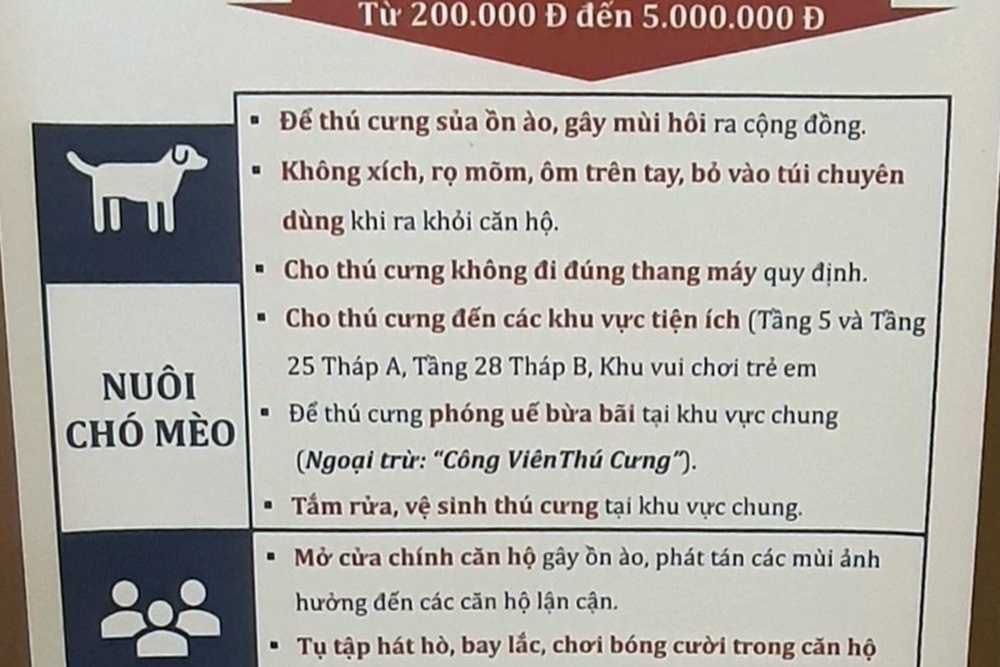 Từ 200.000 Đ đến 5.000.000 Đ
▪ Để thú cưng sủa ồn ào, gây mùi hôi ra cộng đồng.
▪ Không xích, rọ mõm, ôm trên tay, bỏ vào túi chuyên
dùng khi ra khỏi căn hộ.
▪ Cho thú cưng không đi đúng thang máy quy định.
▪ Cho thú cưng đến các khu vực tiện ích (Tầng 5 và Tầng
25 Tháp A, Tầng 28 Tháp B, Khu vui chơi trẻ em
▪ Để thú cưng phóng uế bừa bãi tại khu vực chung
(Ngoại trừ: “Công Viên Thú Cưng”).
▪ Tắm rửa, vệ sinh thú cưng tại khu vực chung.
NUÔI
CHÓ MÈO
▪ Mở cửa chính căn hộ gây ồn ào, phát tán các mùi ảnh
hưởng đến các căn hộ lận cận.
▪ Tụ tập hát hò, bay lắc, chơi bóng cười trong căn hộ